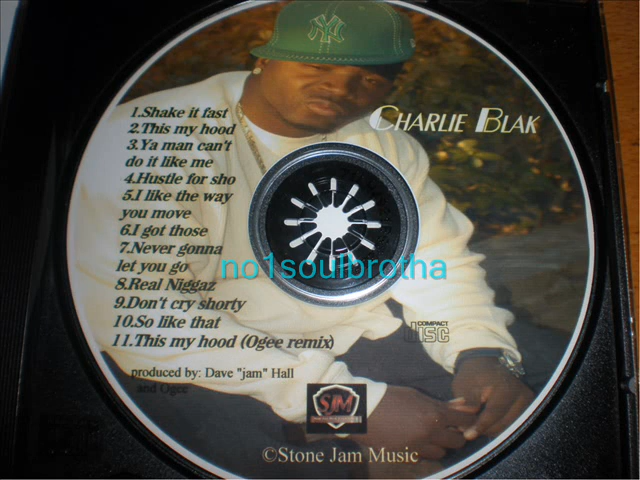 CHARLIE BLAK
1.Shake it fast
2.This my hood
3.Ya man can't
do it like me
4.Hustle for sho
5.I like the way
you move
6.I got those
7.Never gonna
let you go
8.Real Niggaz
9.Don't cry shorty
10.So like that
11.This my hood (Ogee remix)
no1soulbrotha
COMPACT
disc
produced by: Dave "jam" Hall
and Ogee
SJM
©Stone Jam Music
NY